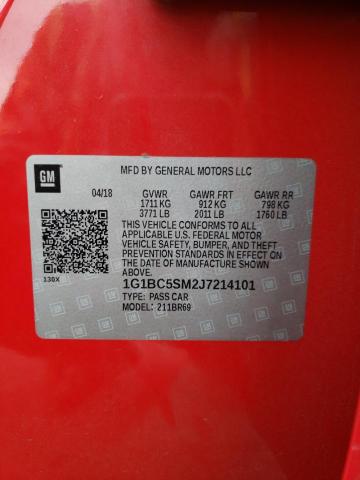 MFD BY GENERAL MOTORS LLC
GM
04/18 GVWR GAWR FRT GAWR RR
1711 KG 912 KG 798 KG
3771 LB 2011 LB 1760 LB
THIS VEHICLE CONFORMS TO ALL
APPLICABLE U.S. FEDERAL MOTOR
VEHICLE SAFETY, BUMPER, AND THEFT
PREVENTION STANDARDS IN EFFECT ON
THE DATE OF MANUFACTURE SHOWN ABOVE.
130X
1G1BC5SM2J7214101
TYPE: PASS CAR
MODEL: 211BR69